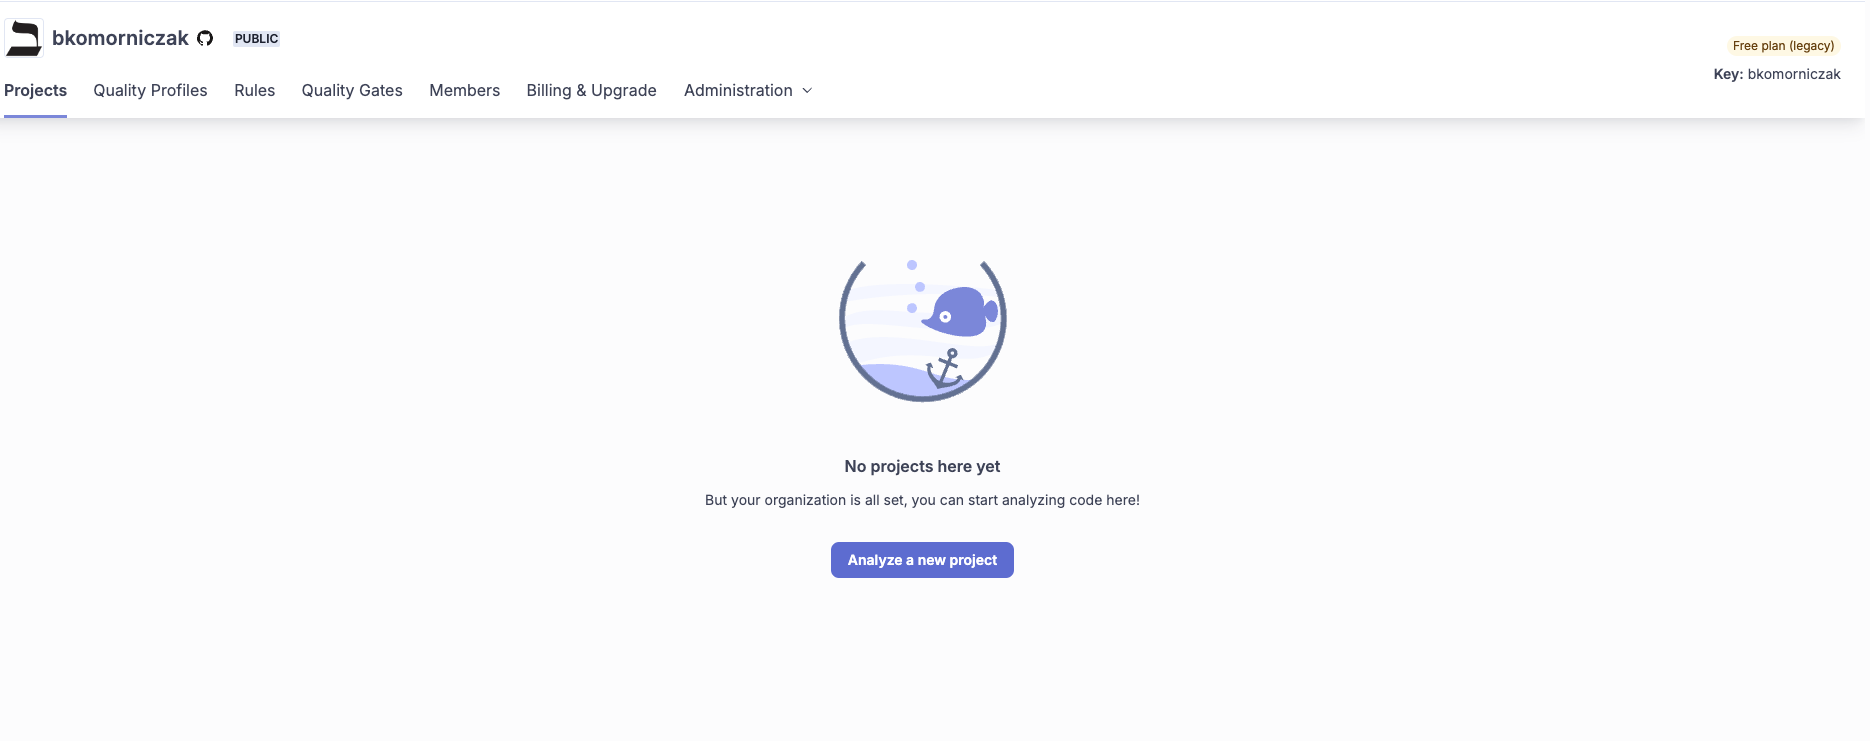 bkomorniczak PUBLIC
Free plan (legacy)
Key: bkomorniczak
Projects Quality Profiles Rules Quality Gates Members Billing & Upgrade Administration
No projects here yet
But your organization is all set, you can start analyzing code here!
Analyze a new project